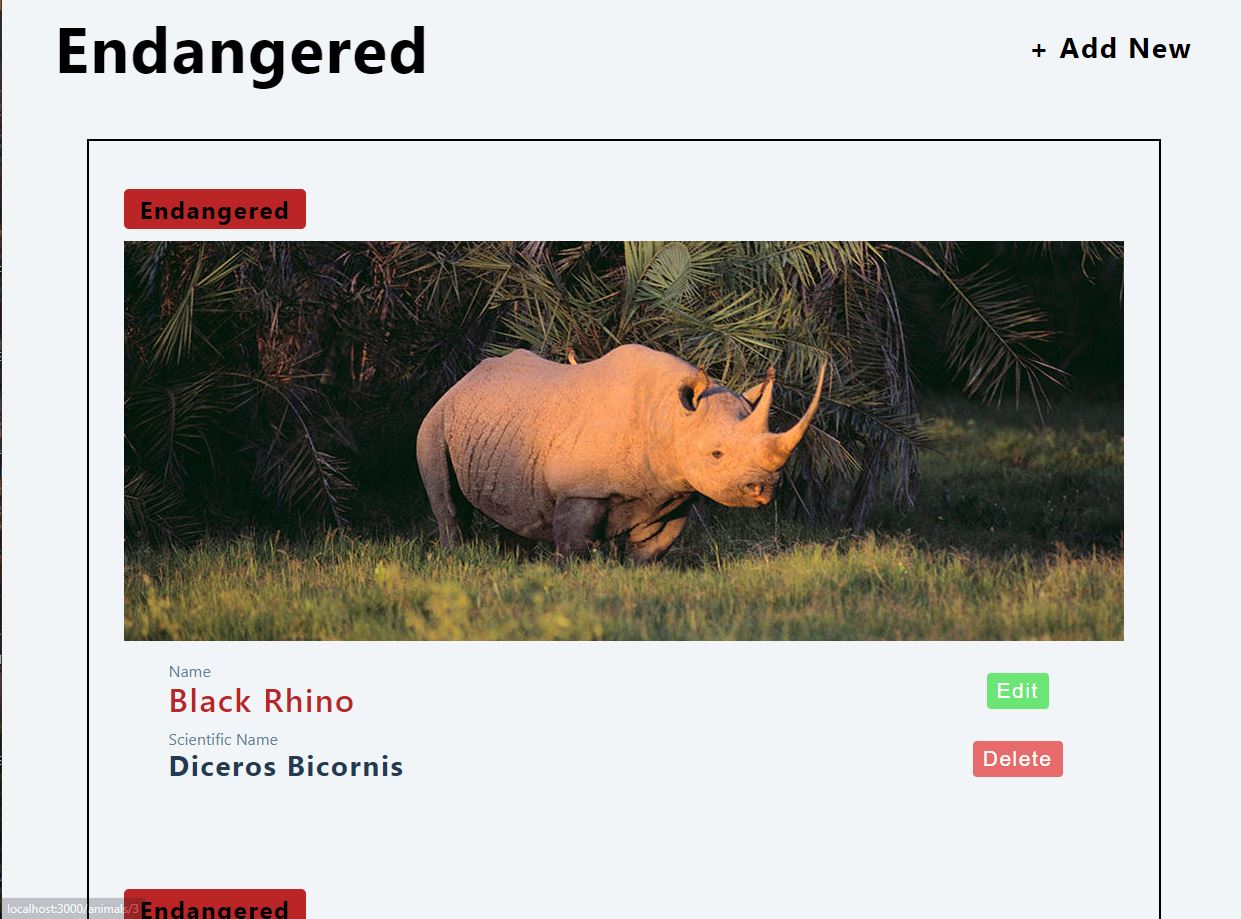 Endangered
+ Add New
Endangered
Name
Black Rhino
Edit
Scientific Name
Diceros Bicornis
Delete
Endangered
localhost:3000/animals/3